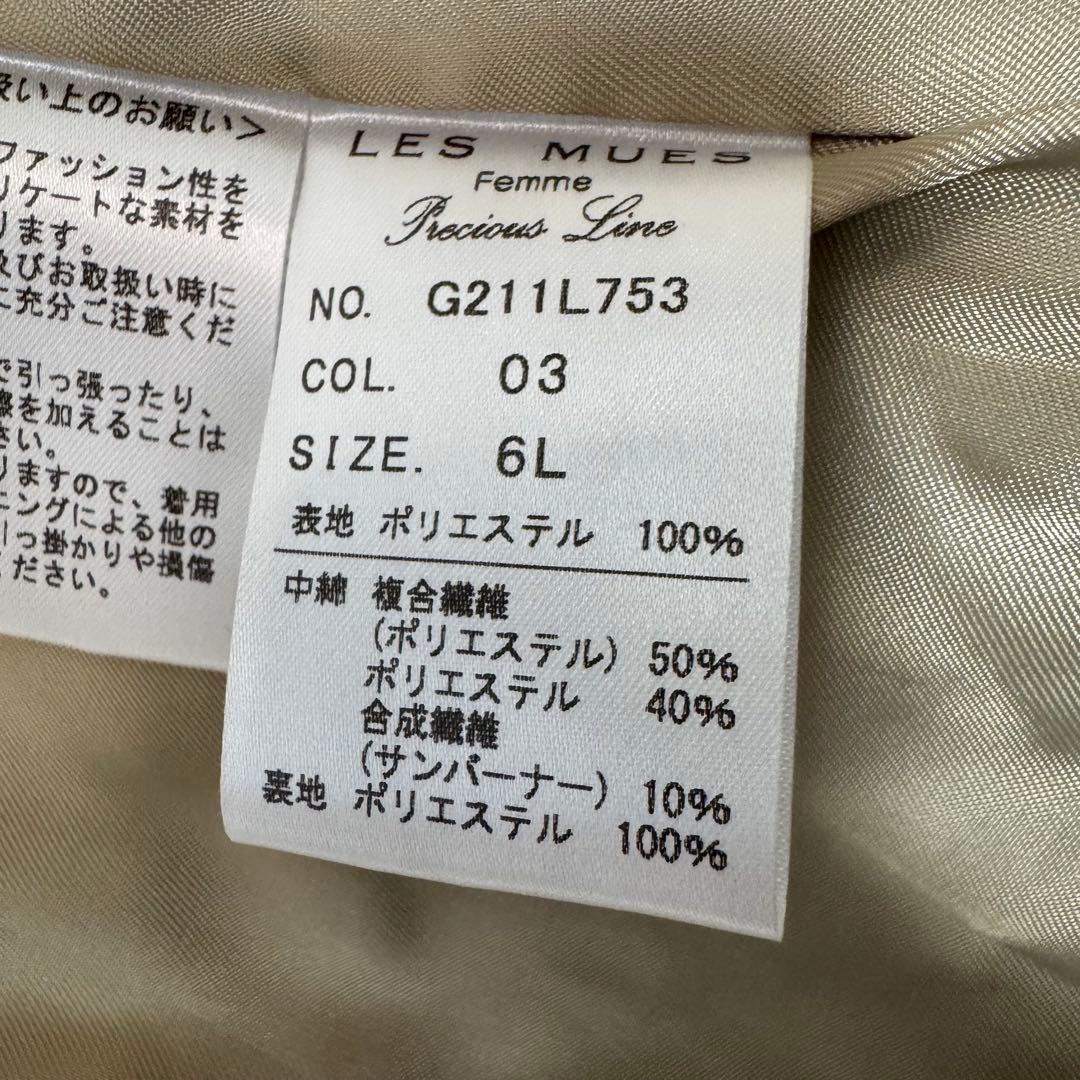 扱い上のお願い＞
ファッション性を
リケートな素材を
ります。
及びお取扱い時に
に充分ご注意くだ
で引っ張ったり、
擦を加えることは
さい。
りますので、着用
ニングによる他の
引っ掛かりや損傷
ください。
LES MUES
Femme
Precious Line
NO. G211L753
COL. 03
SIZE. 6L
表地 ポリエステル 100%
中綿 複合繊維
(ポリエステル) 50%
ポリエステル 40%
合成繊維
(サンバーナー) 10%
裏地 ポリエステル 100%